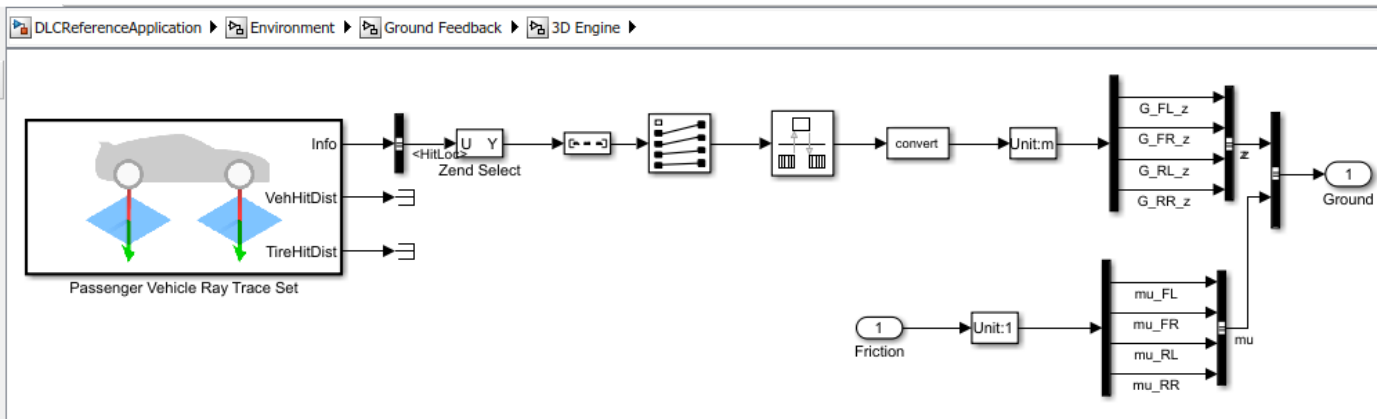 DLCReferenceApplication Environment Ground Feedback 3D Engine
Info
VehHitDist
TireHitDist
Passenger Vehicle Ray Trace Set
<HitLoc>
U Y
Zend Select
convert
Unit:m
G_FL_z
G_FR_z
G_RL_z
G_RR_z
z
1
Ground
1
Friction
Unit:1
mu_FL
mu_FR
mu_RL
mu_RR
mu